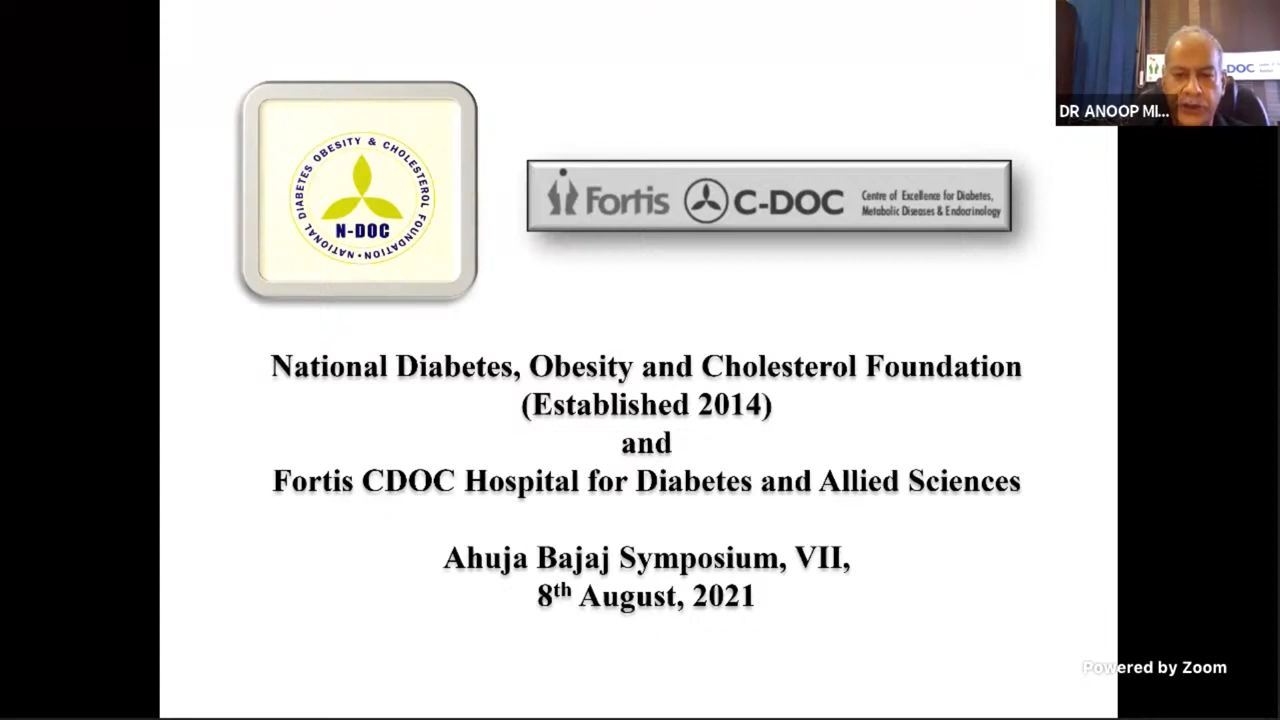 NATIONAL DIABETES OBESITY & CHOLESTEROL FOUNDATION
N-DOC
Fortis C-DOC Centre of Excellence for Diabetes,
Metabolic Diseases & Endocrinology
DOC
DR ANOOP MI...
National Diabetes, Obesity and Cholesterol Foundation
(Established 2014)
and
Fortis CDOC Hospital for Diabetes and Allied Sciences
Ahuja Bajaj Symposium, VII,
8th August, 2021
Powered by Zoom